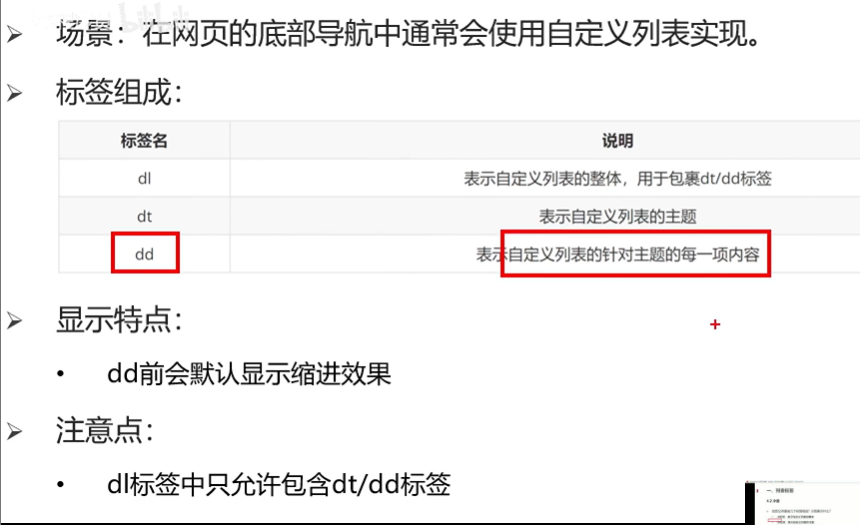 场景：在网页的底部导航中通常会使用自定义列表实现。
标签组成：
标签名 说明
dl 表示自定义列表的整体，用于包裹dt/dd标签
dt 表示自定义列表的主题
dd 表示自定义列表的针对主题的每一项内容
显示特点：
• dd前会默认显示缩进效果
注意点：
• dl标签中只允许包含dt/dd标签